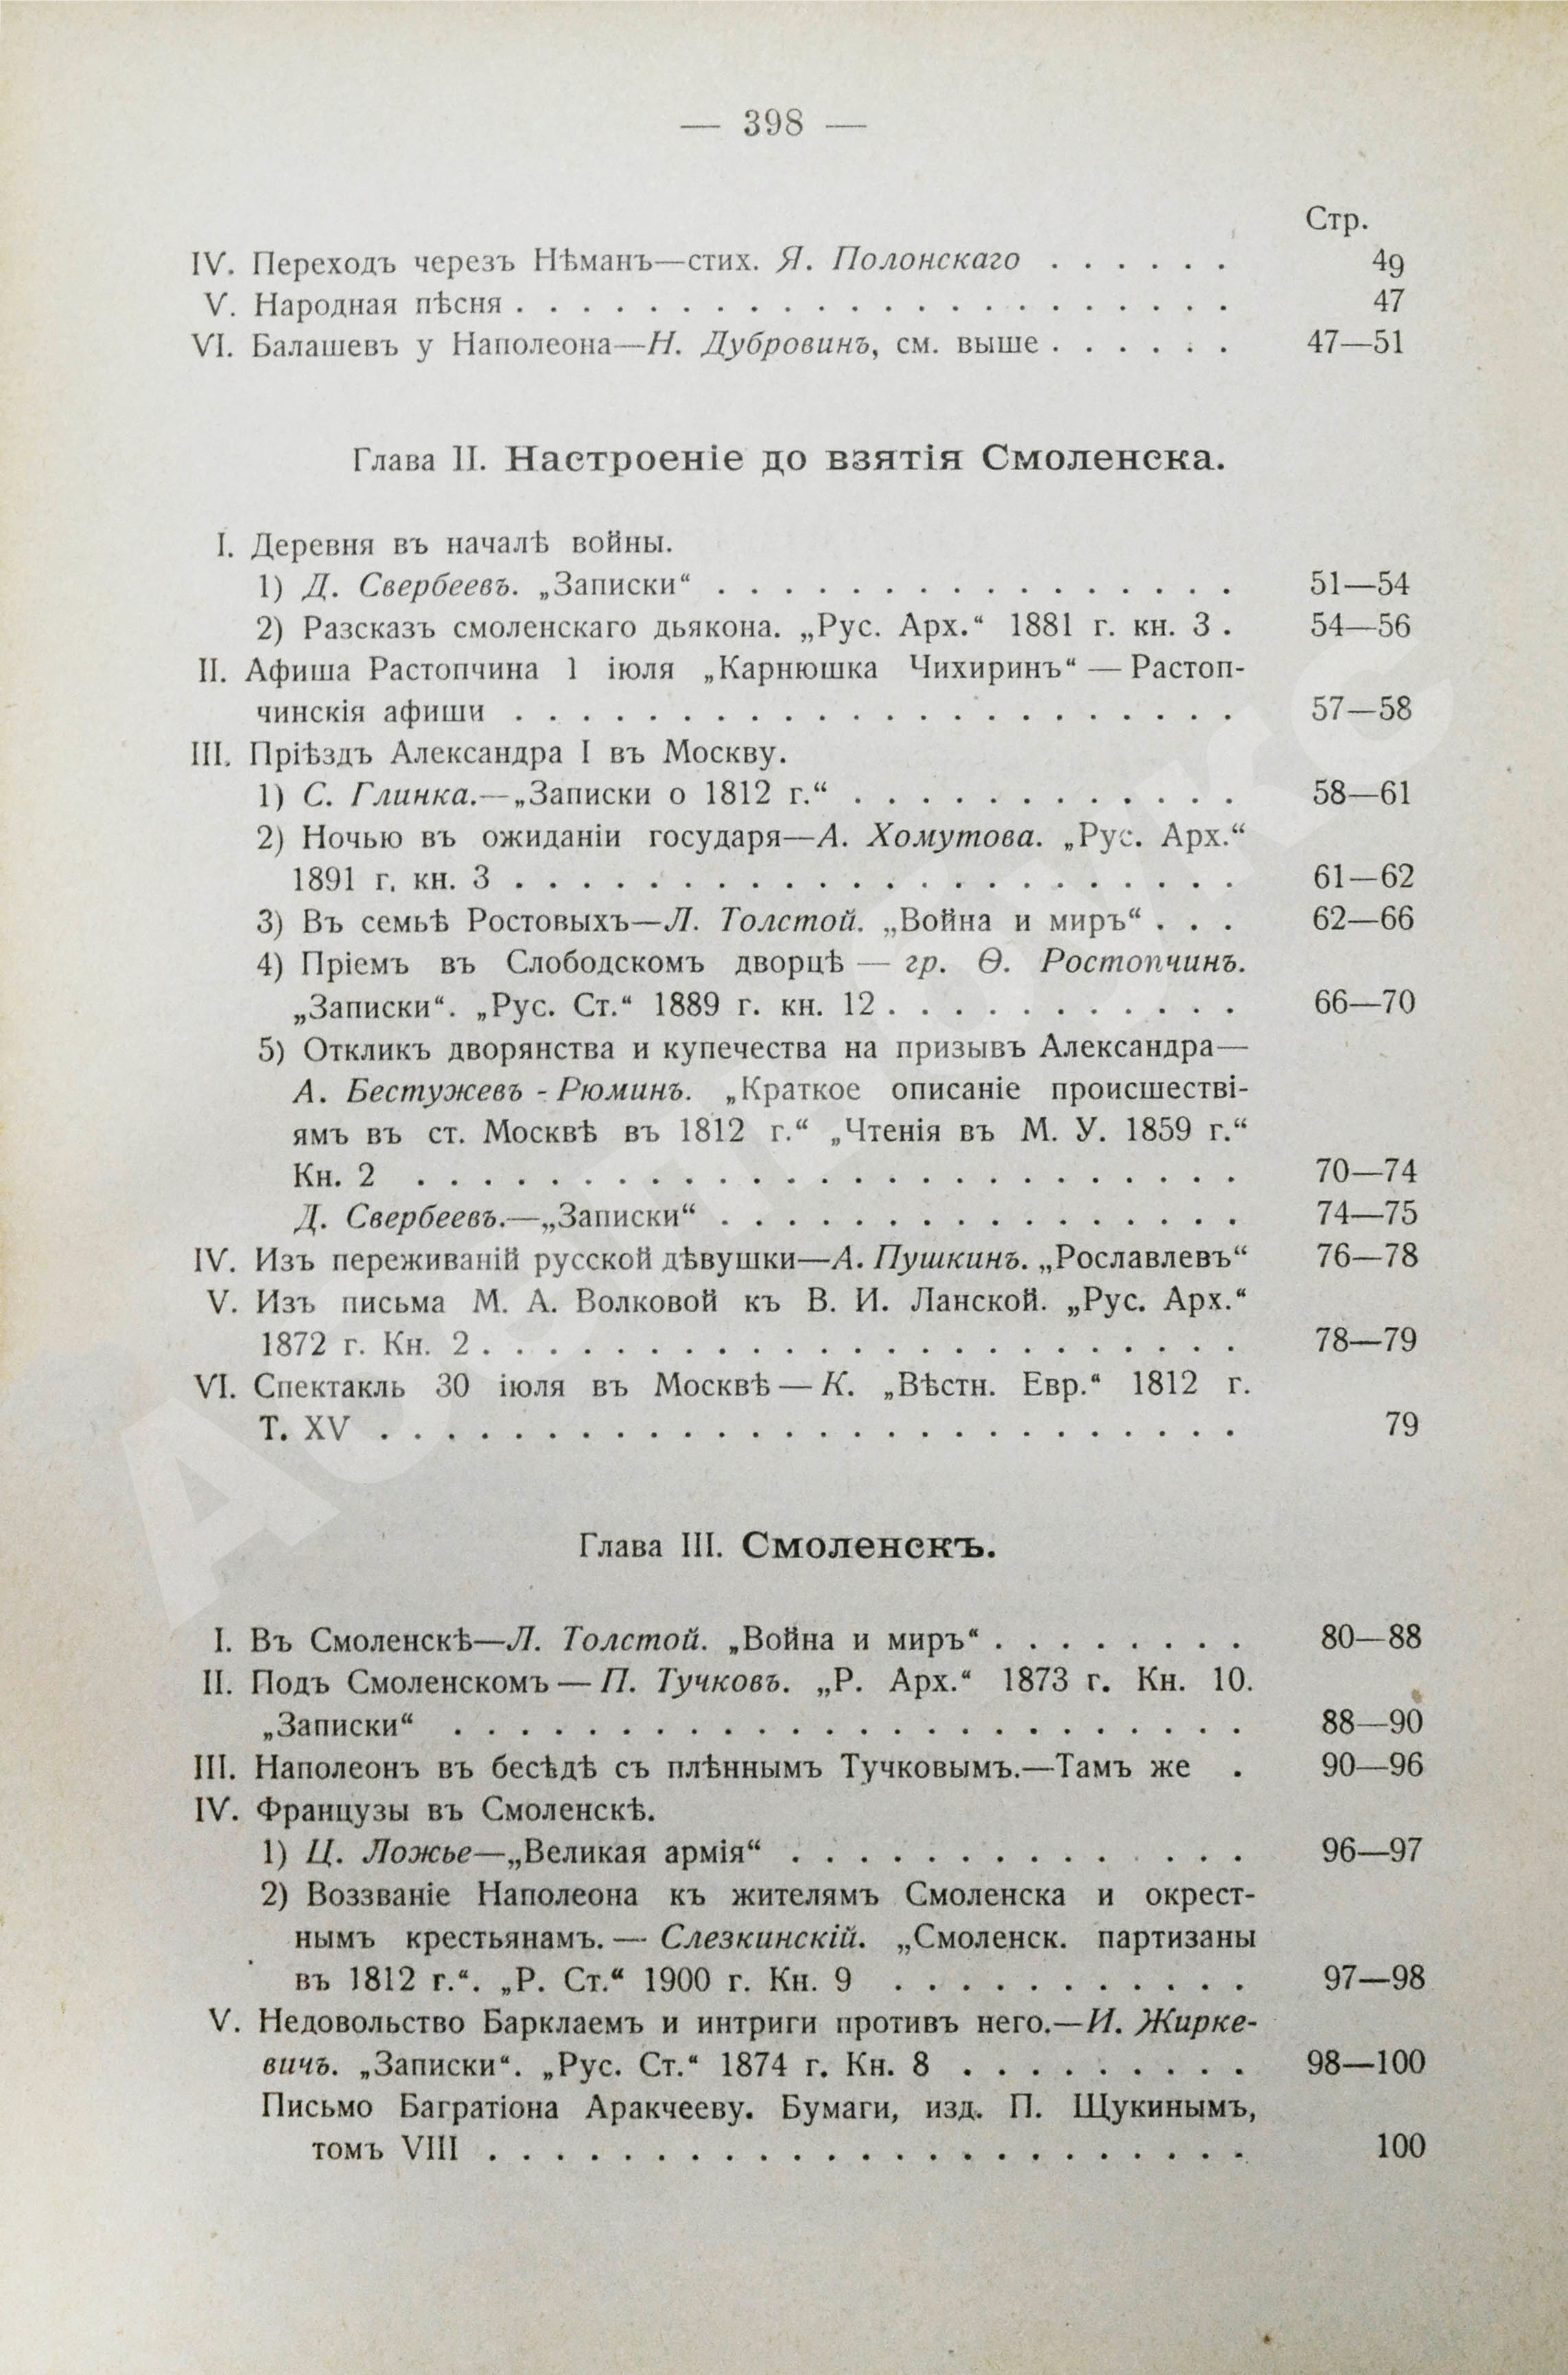 — 398 —
Стр.
IV. Переходъ черезъ Нѣманъ—стих. Я. Полонскаго . . . . . . 49
V. Народная пѣсня . . . . . . . . . . . . . . . . . . . . . . 47
VI. Балашевъ у Наполеона—Н. Дубровинъ, см. выше . . . . . . 47—51
Глава II. Настроеніе до взятія Смоленска.
I. Деревня въ началѣ войны.
1) Д. Свербеевъ. „Записки“ . . . . . . . . . . . . . . . . 51—54
2) Разсказъ смоленскаго дьякона. „Рус. Арх.“ 1881 г. кн. 3 . 54—56
II. Афиша Растопчина 1 іюля „Карнюшка Чихиринъ“ — Растоп-
чинскія афиши . . . . . . . . . . . . . . . . . . . . . . 57—58
III. Пріѣздъ Александра I въ Москву.
1) С. Глинка.—„Записки о 1812 г.“ . . . . . . . . . . . . 58—61
2) Ночью въ ожиданіи государя—А. Хомутова. „Рус. Арх.“
1891 г. кн. 3 . . . . . . . . . . . . . . . . . . . . . . 61—62
3) Въ семьѣ Ростовыхъ—Л. Толстой. „Война и миръ“ . . . 62—66
4) Пріемъ въ Слободскомъ дворцѣ — гр. Ѳ. Ростопчинъ.
„Записки“. „Рус. Ст.“ 1889 г. кн. 12 . . . . . . . . . . . 66—70
5) Откликъ дворянства и купечества на призывъ Александра—
А. Бестужевъ - Рюминъ. „Краткое описаніе происшестві-
ямъ въ ст. Москвѣ въ 1812 г.“ „Чтенія въ М. У. 1859 г.“
Кн. 2 . . . . . . . . . . . . . . . . . . . . . . . . . 70—74
Д. Свербеевъ.—„Записки“ . . . . . . . . . . . . . . . . 74—75
IV. Изъ переживаній русской дѣвушки—А. Пушкинъ. „Рославлевъ“ 76—78
V. Изъ письма М. А. Волковой къ В. И. Ланской. „Рус. Арх.“
1872 г. Кн. 2 . . . . . . . . . . . . . . . . . . . . . . . 78—79
VI. Спектакль 30 іюля въ Москвѣ — К. „Вѣстн. Евр.“ 1812 г.
Т. XV . . . . . . . . . . . . . . . . . . . . . . . . . . 79
Глава III. Смоленскъ.
I. Въ Смоленскѣ—Л. Толстой. „Война и миръ“ . . . . . . . . 80—88
II. Подъ Смоленскомъ — П. Тучковъ. „Р. Арх.“ 1873 г. Кн. 10.
„Записки“ . . . . . . . . . . . . . . . . . . . . . . . . 88—90
III. Наполеонъ въ бесѣдѣ съ плѣннымъ Тучковымъ.—Тамъ же . 90—96
IV. Французы въ Смоленскѣ.
1) Ц. Ложье—„Великая армія“ . . . . . . . . . . . . . . 96—97
2) Воззваніе Наполеона къ жителямъ Смоленска и окрест-
нымъ крестьянамъ. — Слезкинскій. „Смоленск. партизаны
въ 1812 г.“. „Р. Ст.“ 1900 г. Кн. 9 . . . . . . . . . . . 97—98
V. Недовольство Барклаемъ и интриги противъ него.—И. Жирке-
вичъ. „Записки“. „Рус. Ст.“ 1874 г. Кн. 8 . . . . . . . . . 98—100
Письмо Багратіона Аракчееву. Бумаги, изд. П. Щукинымъ,
томъ VIII . . . . . . . . . . . . . . . . . . . . . . . 100